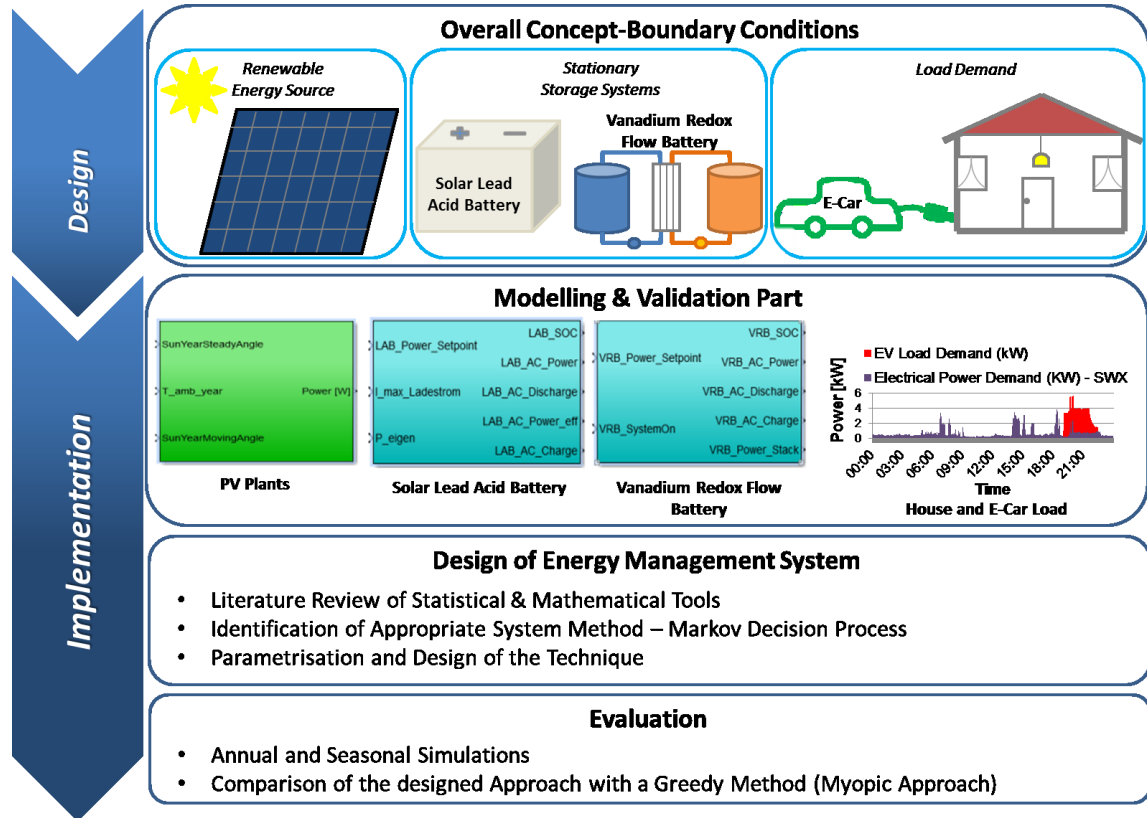 Design
Overall Concept-Boundary Conditions
Renewable
Energy Source
Stationary
Storage Systems
Solar Lead
Acid Battery
Vanadium Redox
Flow Battery
Load Demand
E-Car
Implementation
Modelling & Validation Part
SunYearSteadyAngle
T_amb_year
SunYearMovingAngle
Power [W]
PV Plants
LAB_Power_Setpoint
I_max_Ladestrom
P_eigen
LAB_SOC
LAB_AC_Power
LAB_AC_Discharge
LAB_AC_Power_eff
LAB_AC_Charge
Solar Lead Acid Battery
VRB_Power_Setpoint
VRB_SystemOn
VRB_SOC
VRB_AC_Power
VRB_AC_Discharge
VRB_AC_Charge
VRB_Power_Stack
Vanadium Redox Flow
Battery
EV Load Demand (kW)
Electrical Power Demand (KW) - SWX
Power [kW]
6
4
2
0
00:00
03:00
06:00
09:00
12:00
15:00
18:00
21:00
Time
House and E-Car Load
Design of Energy Management System
• Literature Review of Statistical & Mathematical Tools
• Identification of Appropriate System Method – Markov Decision Process
• Parametrisation and Design of the Technique
Evaluation
• Annual and Seasonal Simulations
• Comparison of the designed Approach with a Greedy Method (Myopic Approach)